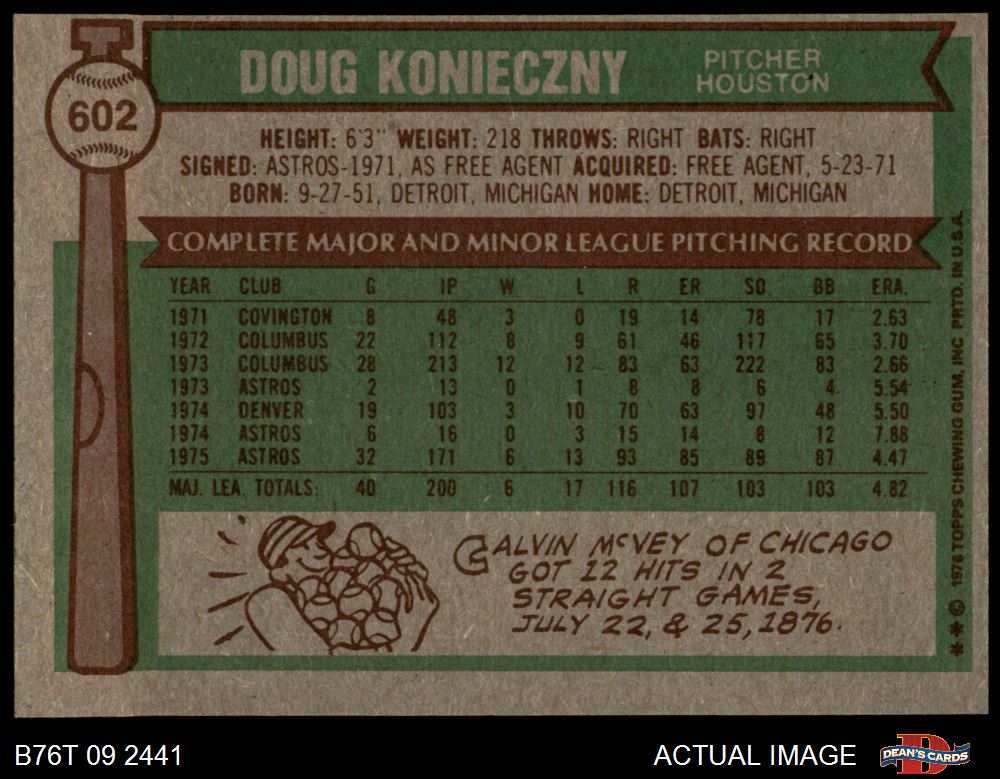 602
DOUG KONIECZNY
PITCHER
HOUSTON
HEIGHT: 6'3" WEIGHT: 218 THROWS: RIGHT BATS: RIGHT
SIGNED: ASTROS-1971, AS FREE AGENT ACQUIRED: FREE AGENT, 5-23-71
BORN: 9-27-51, DETROIT, MICHIGAN HOME: DETROIT, MICHIGAN
COMPLETE MAJOR AND MINOR LEAGUE PITCHING RECORD
YEAR CLUB G IP W L R ER SO BB ERA.
1971 COVINGTON 8 48 3 0 19 14 78 17 2.63
1972 COLUMBUS 22 112 8 9 61 46 117 65 3.70
1973 COLUMBUS 28 213 12 12 83 63 222 83 2.66
1973 ASTROS 2 13 0 1 8 8 6 4 5.54
1974 DENVER 19 103 3 10 70 63 97 48 5.50
1974 ASTROS 6 16 0 3 15 14 8 12 7.88
1975 ASTROS 32 171 6 13 93 85 89 87 4.47
MAJ. LEA. TOTALS: 40 200 6 17 116 107 103 103 4.82
CALVIN McVEY OF CHICAGO
GOT 12 HITS IN 2
STRAIGHT GAMES,
JULY 22, & 25, 1876.
** © 1976 TOPPS CHEWING GUM, INC PRTD. IN U.S.A.
B76T 09 2441
ACTUAL IMAGE
DEAN'S CARDS